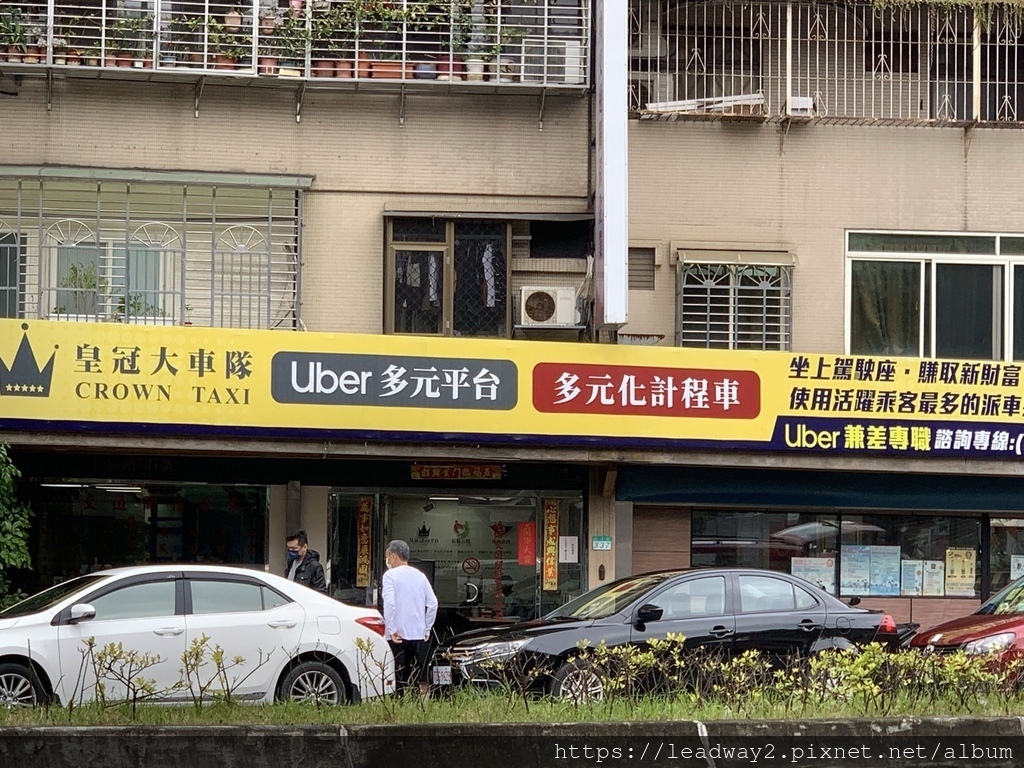 皇冠大車隊
CROWN TAXI
Uber 多元平台
多元化計程車
坐上駕駛座‧賺取新財富
使用活躍乘客最多的派車
Uber 兼差專職 諮詢專線:(
337
https://leadway2.pixnet.net/album